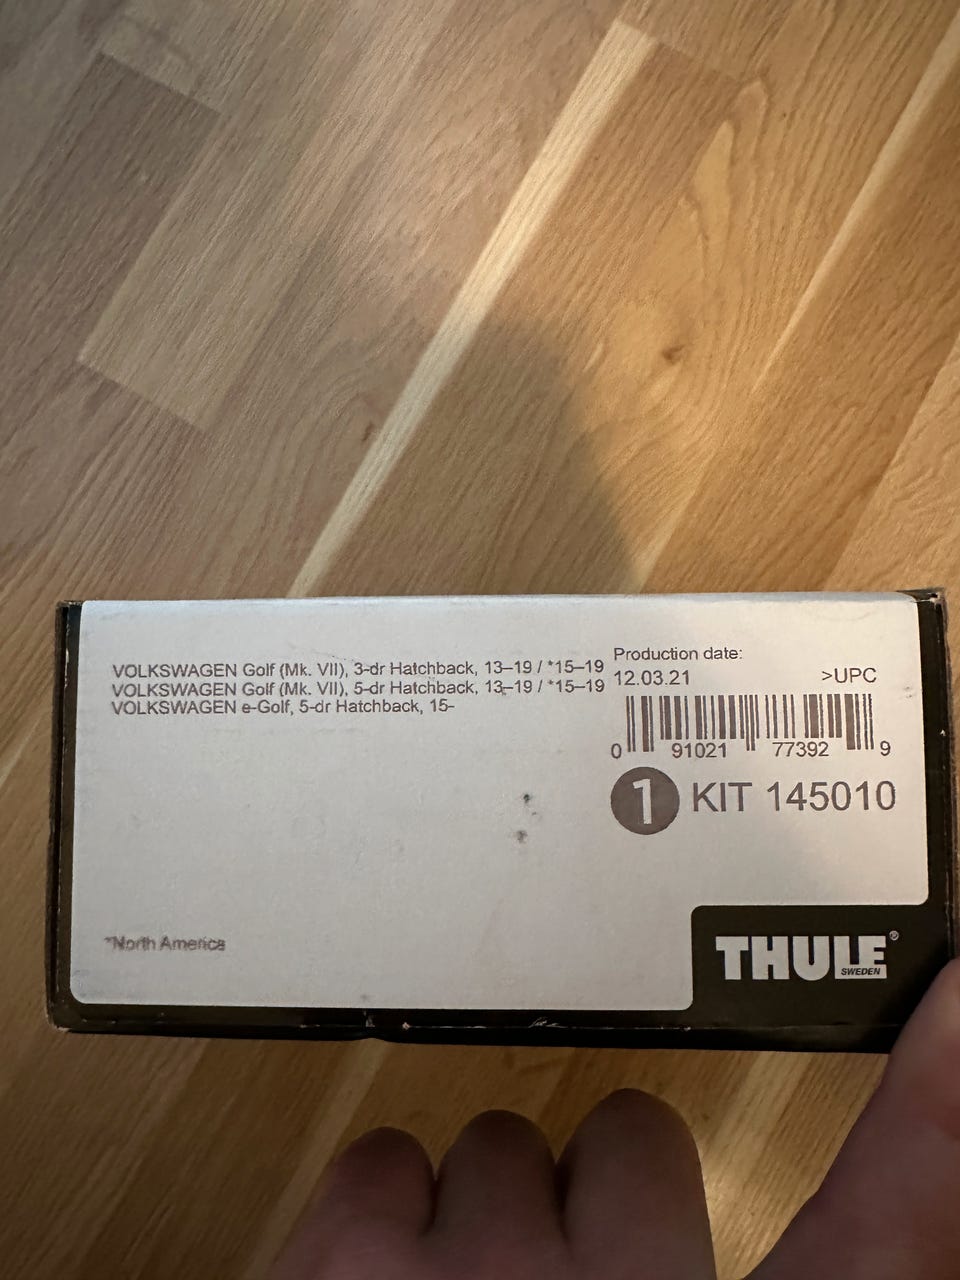 VOLKSWAGEN Golf (Mk. VII), 3-dr Hatchback, 13–19 / *15–19
VOLKSWAGEN Golf (Mk. VII), 5-dr Hatchback, 13–19 / *15–19
VOLKSWAGEN e-Golf, 5-dr Hatchback, 15-
*North America
Production date:
12.03.21 >UPC
0 91021 77392 9
1 KIT 145010
THULE®
SWEDEN